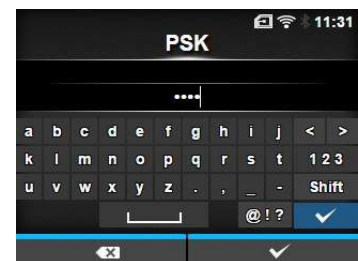 11:31
PSK
••••
a b c d e f g h i j < >
k l m n o p q r s t 1 2 3
u v w x y z . , _ - Shift
@ ! ?